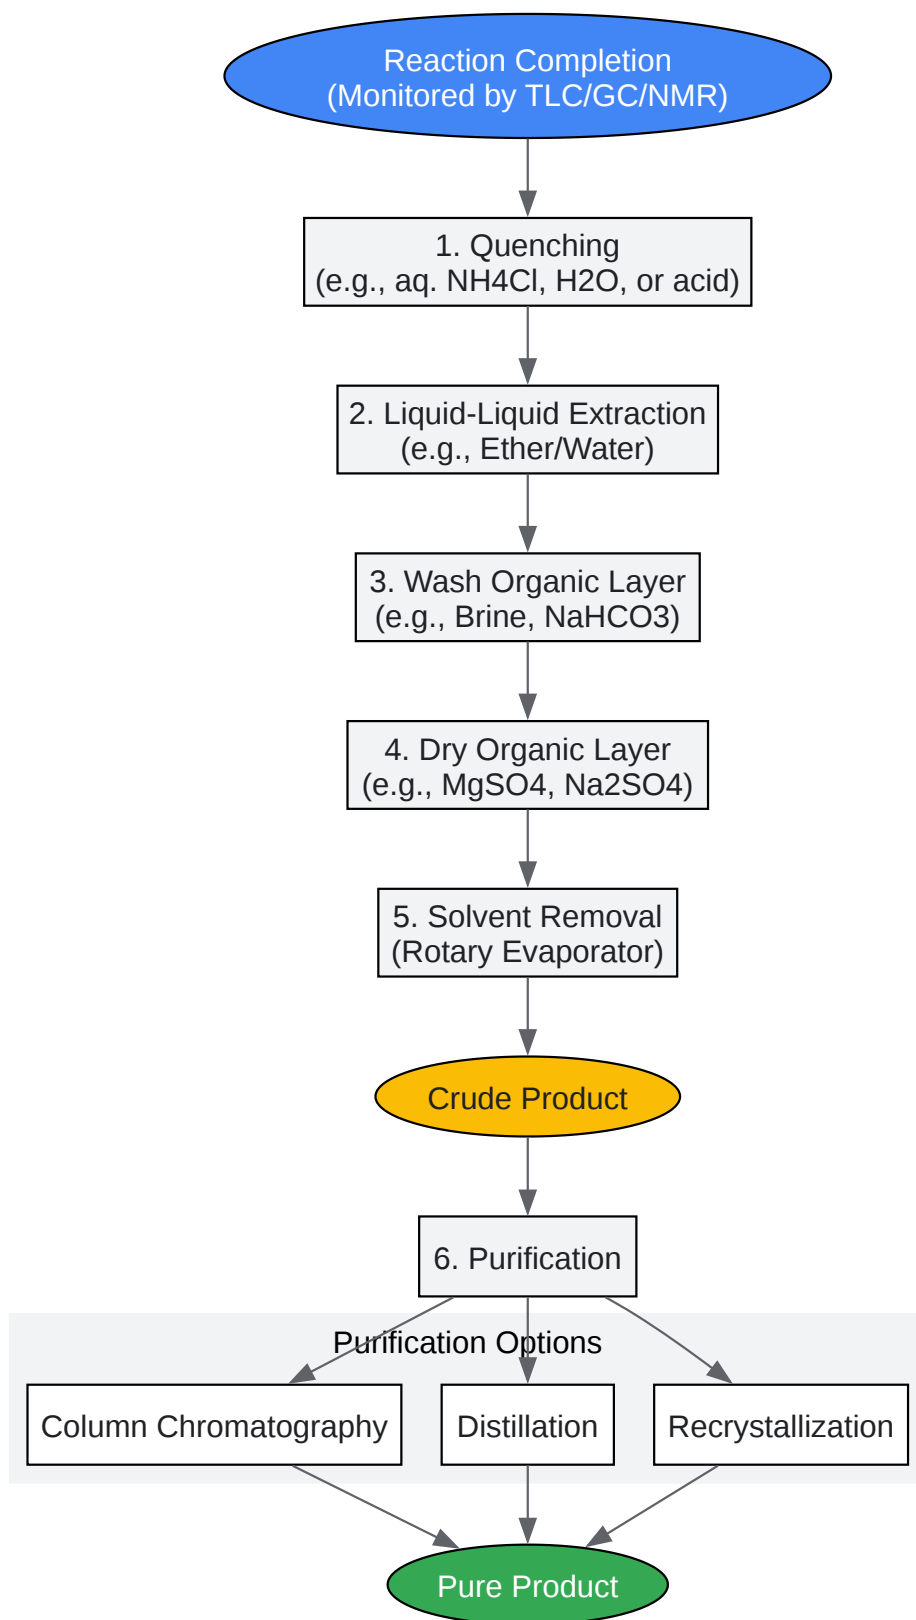 Reaction Completion
(Monitored by TLC/GC/NMR)
1. Quenching
(e.g., aq. NH4Cl, H2O, or acid)
2. Liquid-Liquid Extraction
(e.g., Ether/Water)
3. Wash Organic Layer
(e.g., Brine, NaHCO3)
4. Dry Organic Layer
(e.g., MgSO4, Na2SO4)
5. Solvent Removal
(Rotary Evaporator)
Crude Product
6. Purification
Purification Options
Column Chromatography
Distillation
Recrystallization
Pure Product